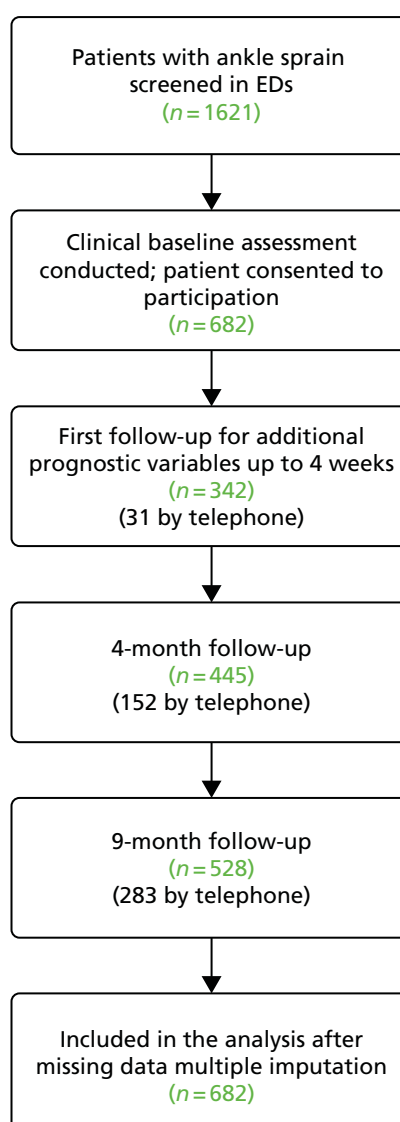 Patients with ankle sprain
screened in EDs
(n=1621)
Clinical baseline assessment
conducted; patient consented to
participation
(n=682)
First follow-up for additional
prognostic variables up to 4 weeks
(n=342)
(31 by telephone)
4-month follow-up
(n=445)
(152 by telephone)
9-month follow-up
(n=528)
(283 by telephone)
Included in the analysis after
missing data multiple imputation
(n=682)